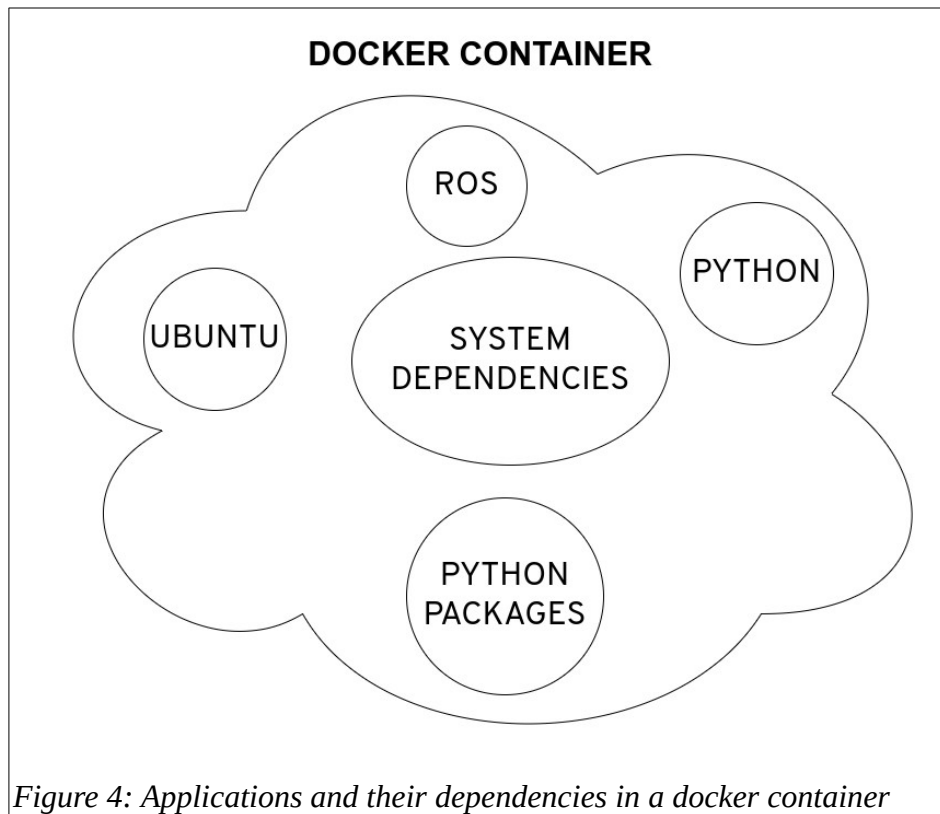 DOCKER CONTAINER
ROS
PYTHON
UBUNTU
SYSTEM
DEPENDENCIES
PYTHON
PACKAGES
Figure 4: Applications and their dependencies in a docker container